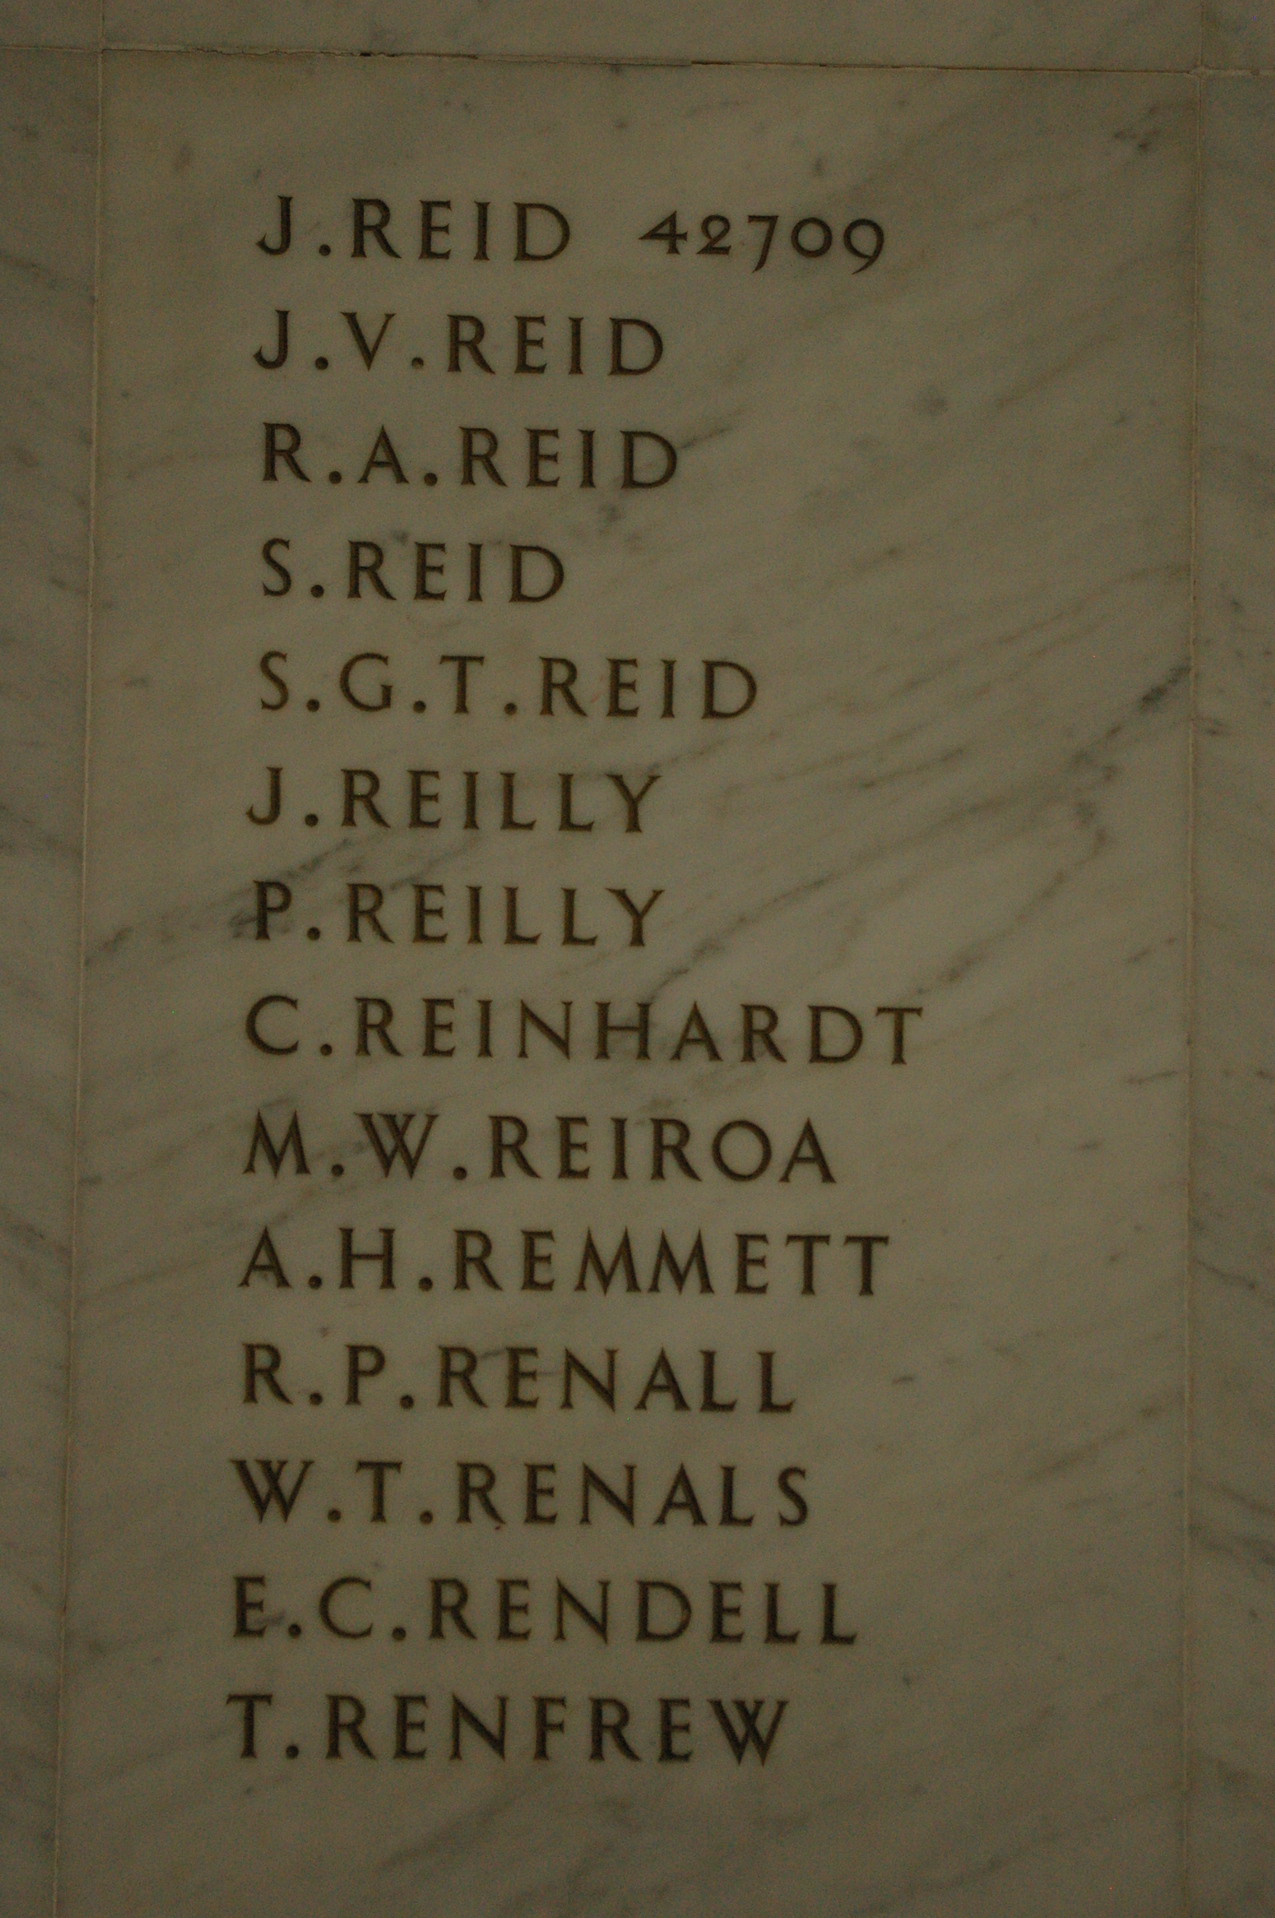 J.REID 42709
J.V.REID
R.A.REID
S.REID
S.G.T.REID
J.REILLY
P.REILLY
C.REINHARDT
M.W.REIROA
A.H.REMMETT
R.P.RENALL
W.T.RENALS
E.C.RENDELL
T.RENFREW